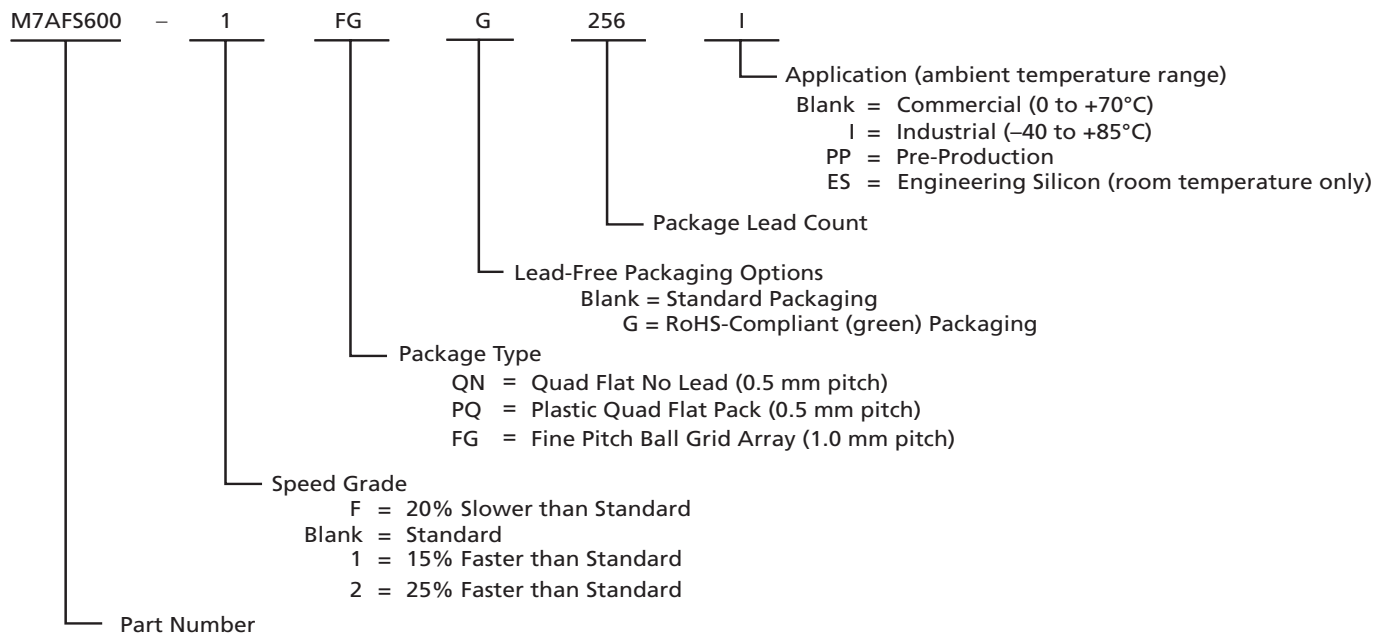 M7AFS600 – 1 FG G 256 I
Application (ambient temperature range)
Blank = Commercial (0 to +70°C)
I = Industrial (–40 to +85°C)
PP = Pre-Production
ES = Engineering Silicon (room temperature only)
Package Lead Count
Lead-Free Packaging Options
Blank = Standard Packaging
G = RoHS-Compliant (green) Packaging
Package Type
QN = Quad Flat No Lead (0.5 mm pitch)
PQ = Plastic Quad Flat Pack (0.5 mm pitch)
FG = Fine Pitch Ball Grid Array (1.0 mm pitch)
Speed Grade
F = 20% Slower than Standard
Blank = Standard
1 = 15% Faster than Standard
2 = 25% Faster than Standard
Part Number